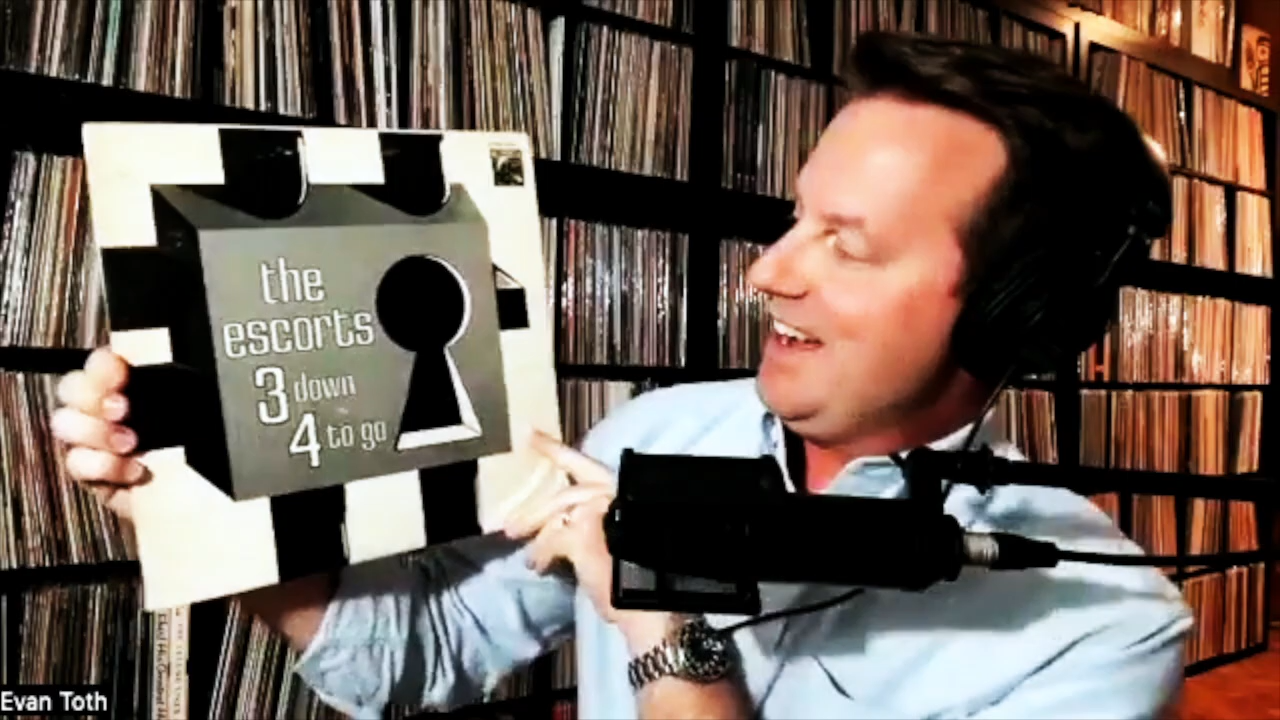 the
escorts
3 down
4 to go
Evan Toth